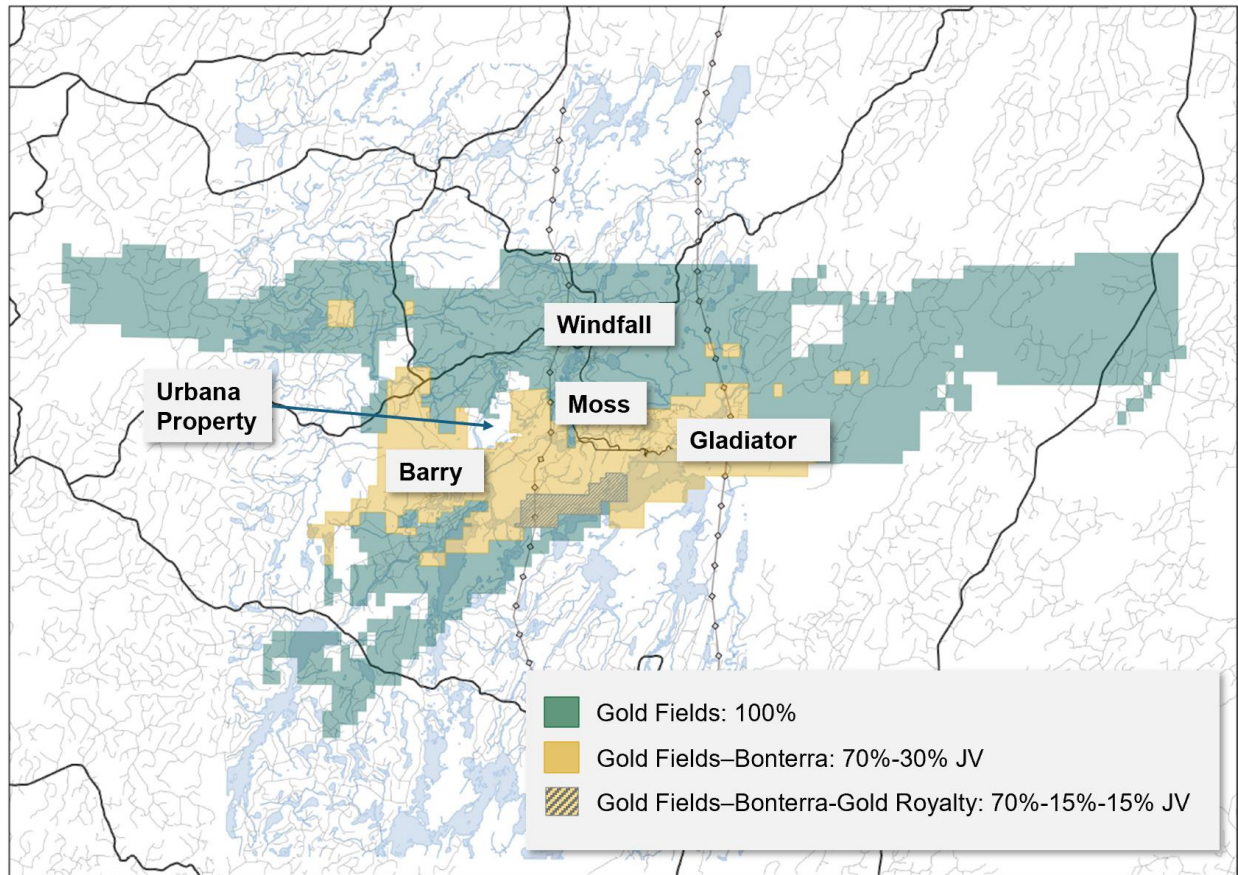 Windfall
Urbana
Property
Moss
Gladiator
Barry
Gold Fields: 100%
Gold Fields–Bonterra: 70%-30% JV
Gold Fields–Bonterra-Gold Royalty: 70%-15%-15% JV